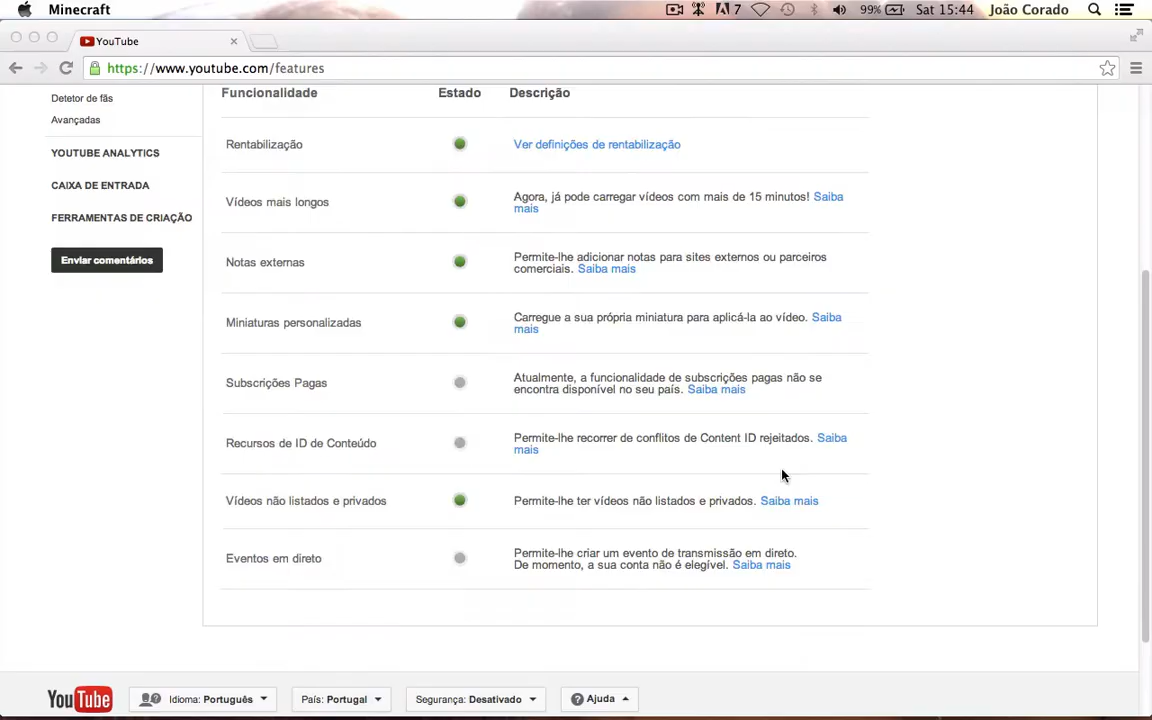 Minecraft
7
99%
Sat 15:44
João Corado
YouTube
https://www.youtube.com/features
Detetor de fãs
Avançadas
YOUTUBE ANALYTICS
CAIXA DE ENTRADA
FERRAMENTAS DE CRIAÇÃO
Enviar comentários
Funcionalidade Estado Descrição
Rentabilização Ver definições de rentabilização
Vídeos mais longos Agora, já pode carregar vídeos com mais de 15 minutos! Saiba
mais
Notas externas Permite-lhe adicionar notas para sites externos ou parceiros
comerciais. Saiba mais
Miniaturas personalizadas Carregue a sua própria miniatura para aplicá-la ao vídeo. Saiba
mais
Subscrições Pagas Atualmente, a funcionalidade de subscrições pagas não se
encontra disponível no seu país. Saiba mais
Recursos de ID de Conteúdo Permite-lhe recorrer de conflitos de Content ID rejeitados. Saiba
mais
Vídeos não listados e privados Permite-lhe ter vídeos não listados e privados. Saiba mais
Eventos em direto Permite-lhe criar um evento de transmissão em direto.
De momento, a sua conta não é elegível. Saiba mais
YouTube
Idioma: Português
País: Portugal
Segurança: Desativado
Ajuda